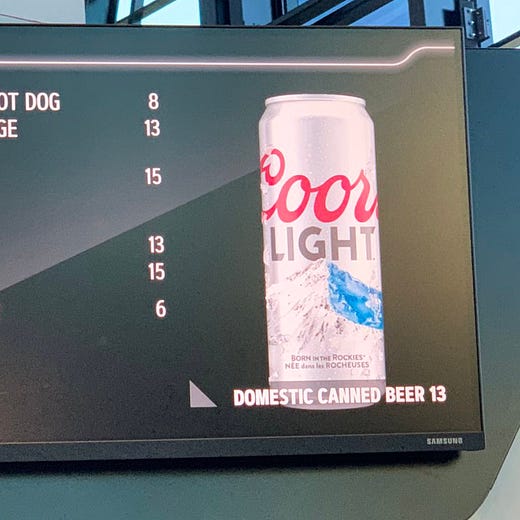 OT DOG 8
GE 13
15
13
15
6
Coors
LIGHT
BORN IN THE ROCKIES
NÉE dans les ROCHEUSES
DOMESTIC CANNED BEER 13
SAMSUNG